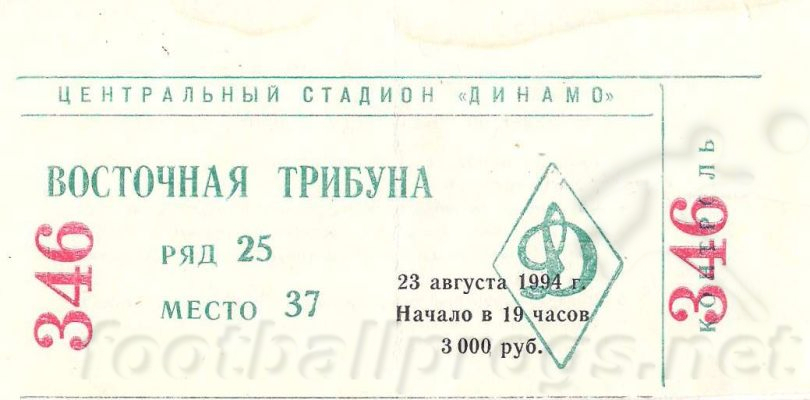 ЦЕНТРАЛЬНЫЙ СТАДИОН «ДИНАМО»
ВОСТОЧНАЯ ТРИБУНА
РЯД 25
МЕСТО 37
346
Д
23 августа 1994 г.
Начало в 19 часов
3 000 руб.
346
КОНТРОЛЬ
footballprogs.net